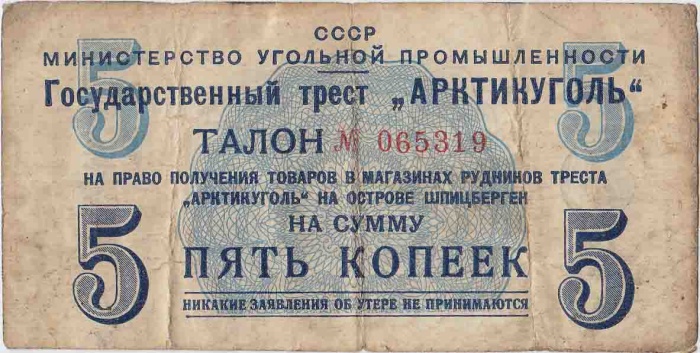 СССР
МИНИСТЕРСТВО УГОЛЬНОЙ ПРОМЫШЛЕННОСТИ
Государственный трест „АРКТИКУГОЛЬ“
5 5
ТАЛОН № 065319
НА ПРАВО ПОЛУЧЕНИЯ ТОВАРОВ В МАГАЗИНАХ РУДНИКОВ ТРЕСТА
„АРКТИКУГОЛЬ“ НА ОСТРОВЕ ШПИЦБЕРГЕН
НА СУММУ
5 ПЯТЬ КОПЕЕК 5
НИКАКИЕ ЗАЯВЛЕНИЯ ОБ УТЕРЕ НЕ ПРИНИМАЮТСЯ